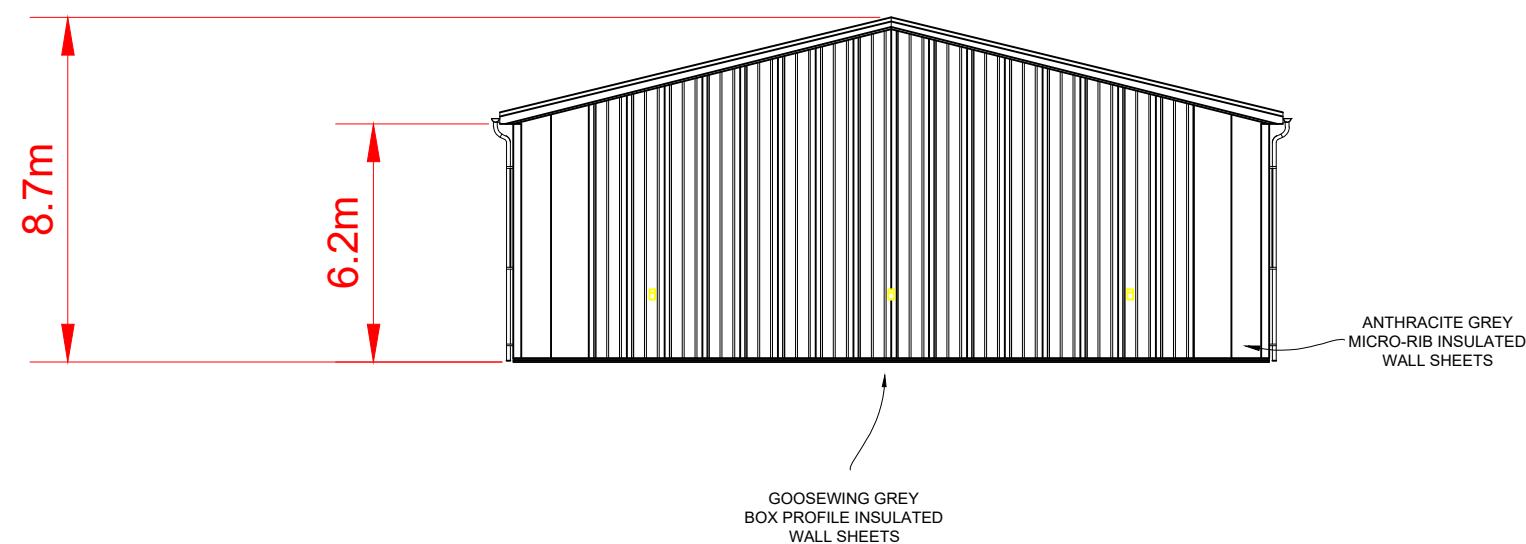 8.7m
6.2m
ANTHRACITE GREY
MICRO-RIB INSULATED
WALL SHEETS
GOOSEWING GREY
BOX PROFILE INSULATED
WALL SHEETS